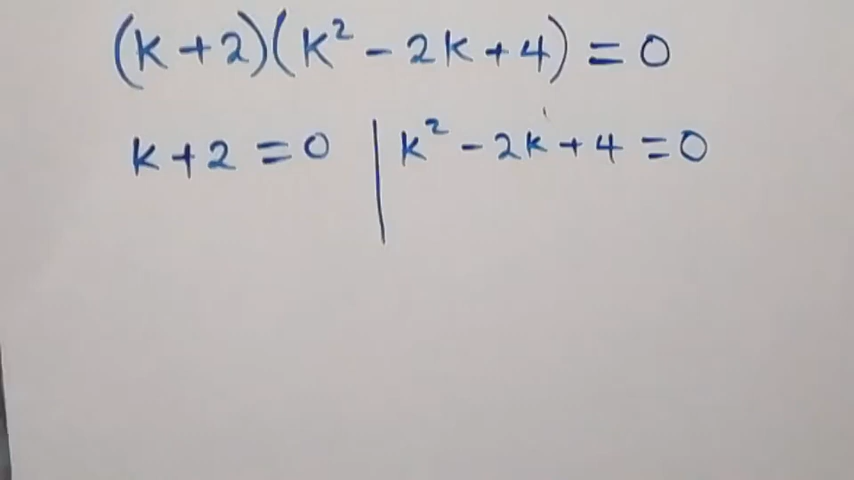 (k + 2)(k² - 2k + 4) = 0
k + 2 = 0 | k² - 2k + 4 = 0